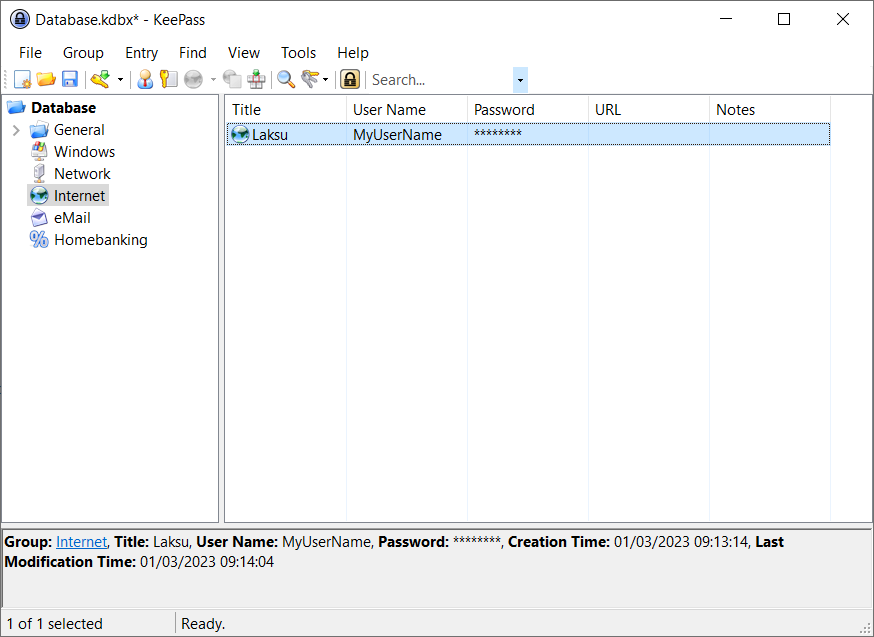 Database.kdbx* - KeePass
File Group Entry Find View Tools Help
Search...
Database
General
Windows
Network
Internet
eMail
Homebanking
Title User Name Password URL Notes
Laksu MyUserName ********
Group: Internet, Title: Laksu, User Name: MyUserName, Password: ********, Creation Time: 01/03/2023 09:13:14, Last
Modification Time: 01/03/2023 09:14:04
1 of 1 selected Ready.